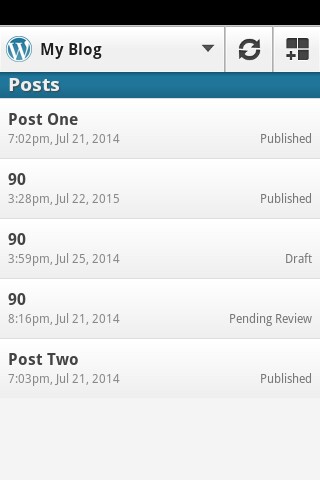 My Blog
Posts
Post One
7:02pm, Jul 21, 2014 Published
90
3:28pm, Jul 22, 2015 Published
90
3:59pm, Jul 25, 2014 Draft
90
8:16pm, Jul 21, 2014 Pending Review
Post Two
7:03pm, Jul 21, 2014 Published